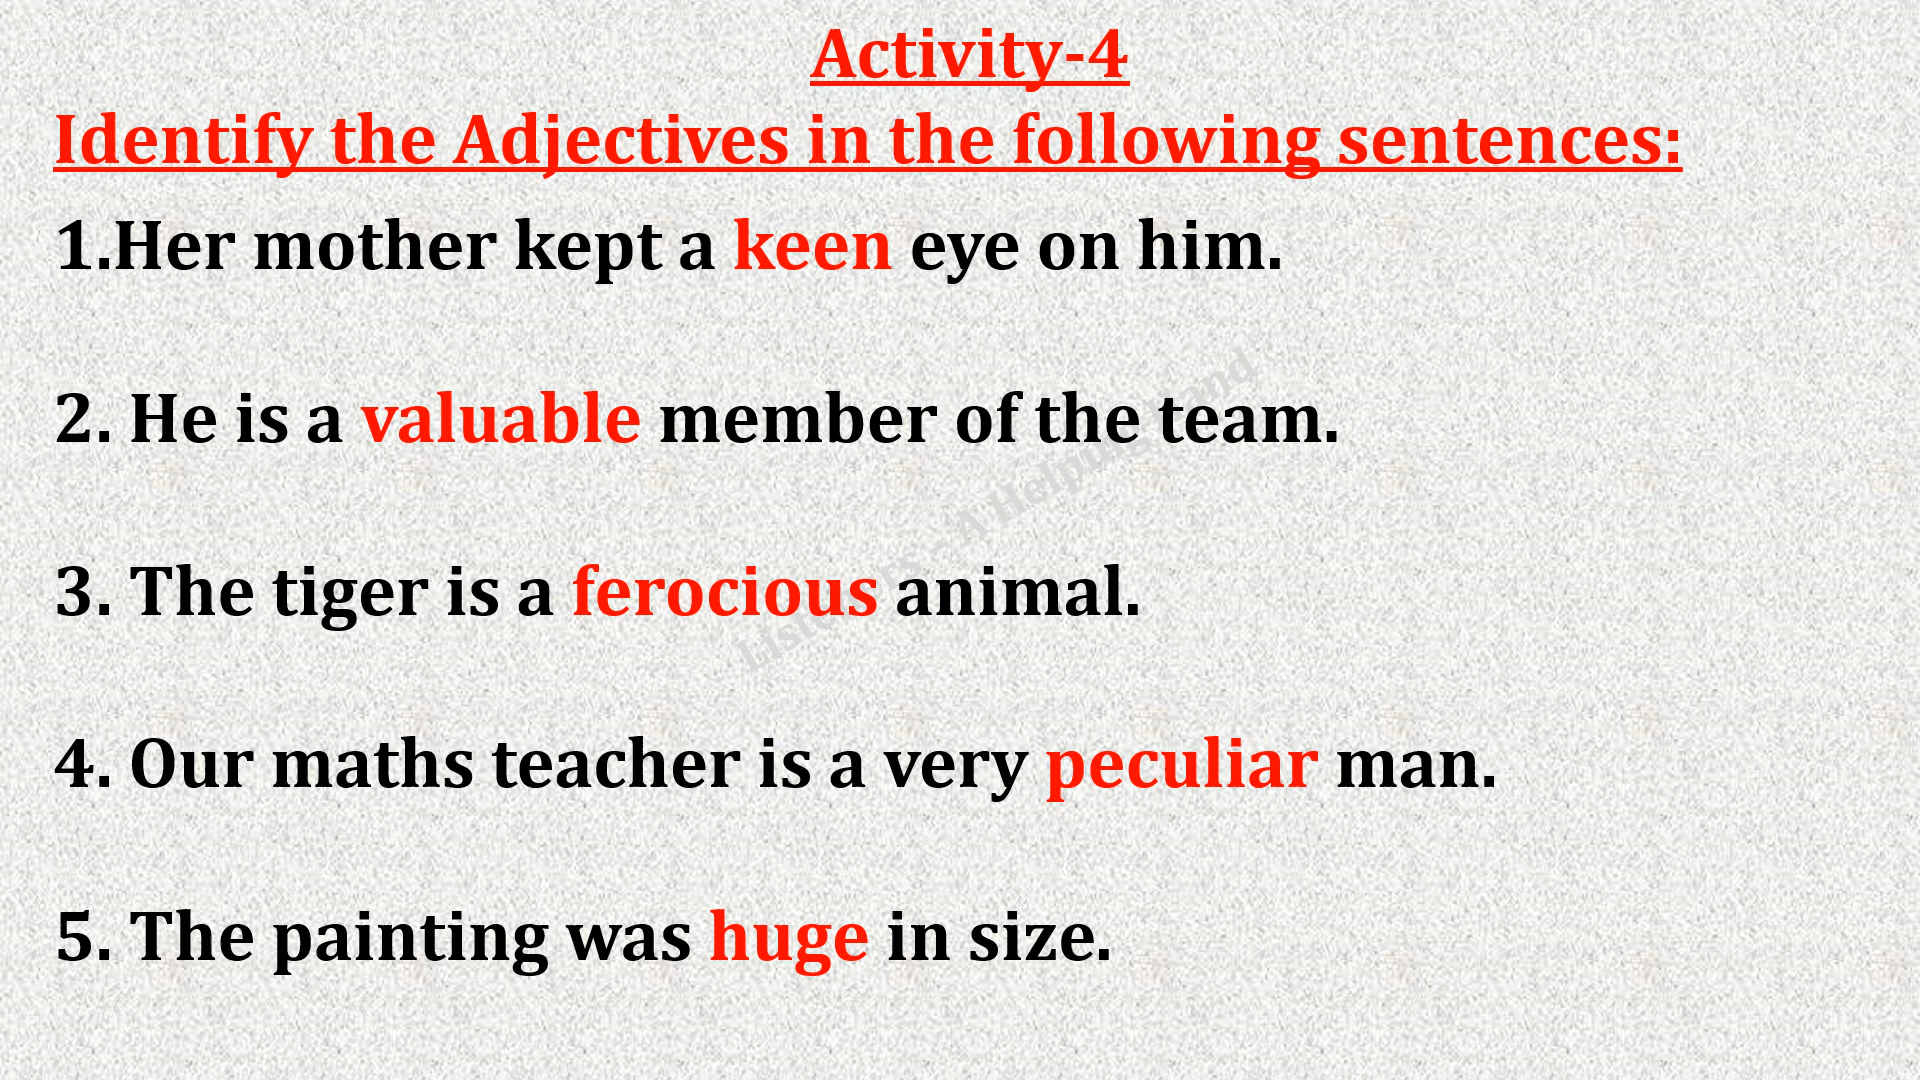 Activity-4
Identify the Adjectives in the following sentences:
1.Her mother kept a keen eye on him.
2. He is a valuable member of the team.
3. The tiger is a ferocious animal.
4. Our maths teacher is a very peculiar man.
5. The painting was huge in size.